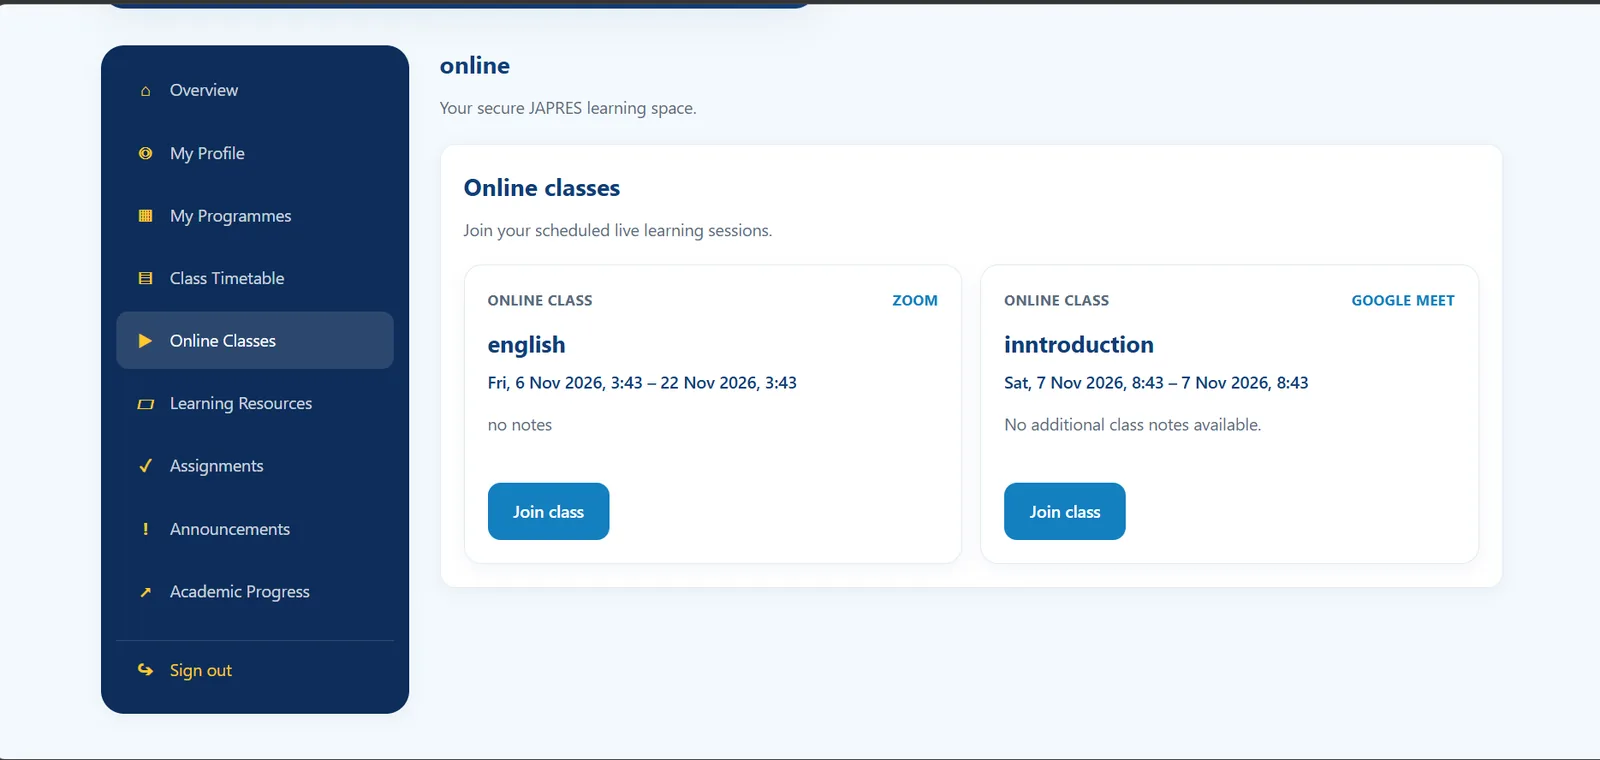 Overview
My Profile
My Programmes
Class Timetable
Online Classes
Learning Resources
Assignments
Announcements
Academic Progress
Sign out
online
Your secure JAPRES learning space.
Online classes
Join your scheduled live learning sessions.
ONLINE CLASS ZOOM
english
Fri, 6 Nov 2026, 3:43 – 22 Nov 2026, 3:43
no notes
Join class
ONLINE CLASS GOOGLE MEET
inntroduction
Sat, 7 Nov 2026, 8:43 – 7 Nov 2026, 8:43
No additional class notes available.
Join class